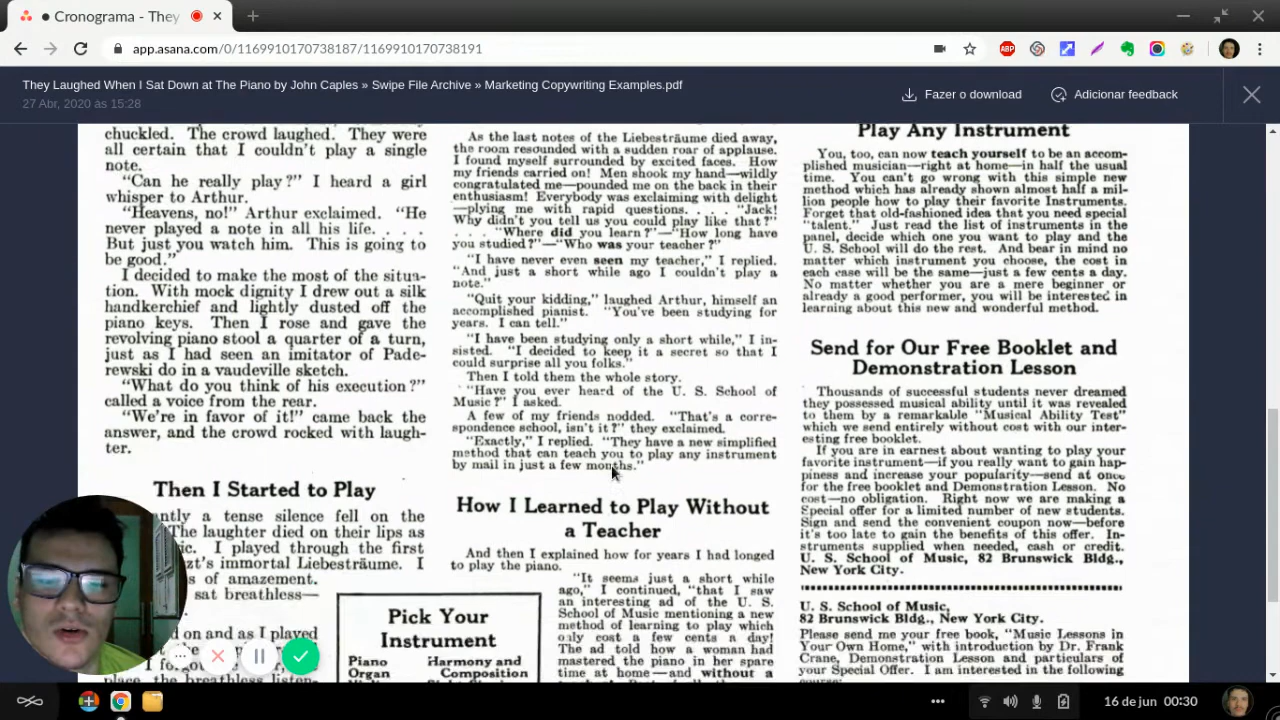 Cronograma - They
app.asana.com/0/1169910170738187/1169910170738191
ABP
They Laughed When I Sat Down at The Piano by John Caples » Swipe File Archive » Marketing Copywriting Examples.pdf
27 Abr, 2020 às 15:28
Fazer o download
Adicionar feedback
chuckled. The crowd laughed. They were
all certain that I couldn't play a single
note.
"Can he really play?" I heard a girl
whisper to Arthur.
"Heavens, no!" Arthur exclaimed. "He
never played a note in all his life. . . .
But just you watch him. This is going to
be good."
I decided to make the most of the situa-
tion. With mock dignity I drew out a silk
handkerchief and lightly dusted off the
piano keys. Then I rose and gave the
revolving piano stool a quarter of a turn,
just as I had seen an imitator of Pade-
rewski do in a vaudeville sketch.
"What do you think of his execution?"
called a voice from the rear.
"We're in favor of it!" came back the
answer, and the crowd rocked with laugh-
ter.
Then I Started to Play
ntly a tense silence fell on the
The laughter died on their lips as
ic. I played through the first
zt's immortal Liebesträume. I
s of amazement.
sat breathless—
d on and as I played
I forgo
place, the breathless listen-
As the last notes of the Liebesträume died away,
the room resounded with a sudden roar of applause.
I found myself surrounded by excited faces. How
my friends carried on! Men shook my hand—wildly
congratulated me—pounded me on the back in their
enthusiasm! Everybody was exclaiming with delight
—plying me with rapid questions. . . . "Jack!
Why didn't you tell us you could play like that?"
. . . . "Where did you learn?"—"How long have
you studied?"—"Who was your teacher?"
"I have never even seen my teacher," I replied.
"And just a short while ago I couldn't play a
note."
"Quit your kidding," laughed Arthur, himself an
accomplished pianist. "You've been studying for
years. I can tell."
"I have been studying only a short while," I in-
sisted. "I decided to keep it a secret so that I
could surprise all you folks."
Then I told them the whole story.
"Have you ever heard of the U. S. School of
Music?" I asked.
A few of my friends nodded. "That's a corre-
spondence school, isn't it?" they exclaimed.
"Exactly," I replied. "They have a new simplified
method that can teach you to play any instrument
by mail in just a few months."
How I Learned to Play Without
a Teacher
And then I explained how for years I had longed
to play the piano.
"It seems just a short while
ago," I continued, "that I saw
an interesting ad of the U. S.
School of Music mentioning a new
method of learning to play which
only cost a few cents a day!
The ad told how a woman had
mastered the piano in her spare
time at home—and without a
Pick Your
Instrument
Piano
Organ
Harmony and
Composition
Play Any Instrument
You, too, can now teach yourself to be an accom-
plished musician—right at home—in half the usual
time. You can't go wrong with this simple new
method which has already shown almost half a mil-
lion people how to play their favorite instruments.
Forget that old-fashioned idea that you need special
"talent." Just read the list of instruments in the
panel, decide which one you want to play and the
U. S. School will do the rest. And bear in mind no
matter which instrument you choose, the cost in
each case will be the same—just a few cents a day.
No matter whether you are a mere beginner or
already a good performer, you will be interested in
learning about this new and wonderful method.
Send for Our Free Booklet and
Demonstration Lesson
Thousands of successful students never dreamed
they possessed musical ability until it was revealed
to them by a remarkable "Musical Ability Test"
which we send entirely without cost with our inter-
esting free booklet.
If you are in earnest about wanting to play your
favorite instrument—if you really want to gain hap-
piness and increase your popularity—send at once
for the free booklet and Demonstration Lesson. No
cost—no obligation. Right now we are making a
Special offer for a limited number of new students.
Sign and send the convenient coupon now—before
it's too late to gain the benefits of this offer. In-
struments supplied when needed, cash or credit.
U. S. School of Music, 82 Brunswick Bldg.,
New York City.
U. S. School of Music,
82 Brunswick Bldg., New York City.
Please send me your free book, "Music Lessons in
Your Own Home," with introduction by Dr. Frank
Crane, Demonstration Lesson and particulars of
your Special Offer. I am interested in the following
16 de jun 00:30